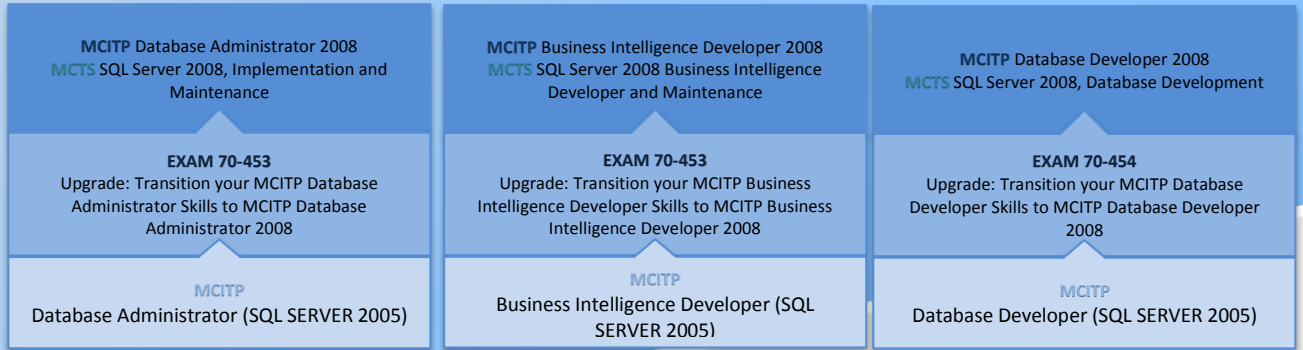 MCITP Database Administrator 2008
MCTS SQL Server 2008, Implementation and
Maintenance
EXAM 70-453
Upgrade: Transition your MCITP Database
Administrator Skills to MCITP Database
Administrator 2008
MCITP
Database Administrator (SQL SERVER 2005)
MCITP Business Intelligence Developer 2008
MCTS SQL Server 2008 Business Intelligence
Developer and Maintenance
EXAM 70-453
Upgrade: Transition your MCITP Business
Intelligence Developer Skills to MCITP Business
Intelligence Developer 2008
MCITP
Business Intelligence Developer (SQL
SERVER 2005)
MCITP Database Developer 2008
MCTS SQL Server 2008, Database Development
EXAM 70-454
Upgrade: Transition your MCITP Database
Developer Skills to MCITP Database Developer
2008
MCITP
Database Developer (SQL SERVER 2005)